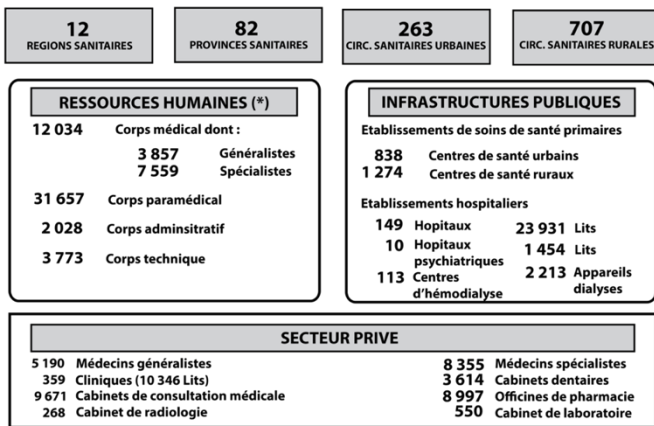 12
REGIONS SANITAIRES
82
PROVINCES SANITAIRES
263
CIRC. SANITAIRES URBAINES
707
CIRC. SANITAIRES RURALES
RESSOURCES HUMAINES (*)
12 034 Corps médical dont :
3 857 Généralistes
7 559 Spécialistes
31 657 Corps paramédical
2 028 Corps adminsitratif
3 773 Corps technique
INFRASTRUCTURES PUBLIQUES
Etablissements de soins de santé primaires
838 Centres de santé urbains
1 274 Centres de santé ruraux
Etablissements hospitaliers
149 Hopitaux 23 931 Lits
10 Hopitaux psychiatriques 1 454 Lits
113 Centres d'hémodialyse 2 213 Appareils dialyses
SECTEUR PRIVE
5 190 Médecins généralistes
359 Cliniques (10 346 Lits)
9 671 Cabinets de consultation médicale
268 Cabinet de radiologie
8 355 Médecins spécialistes
3 614 Cabinets dentaires
8 997 Officines de pharmacie
550 Cabinet de laboratoire